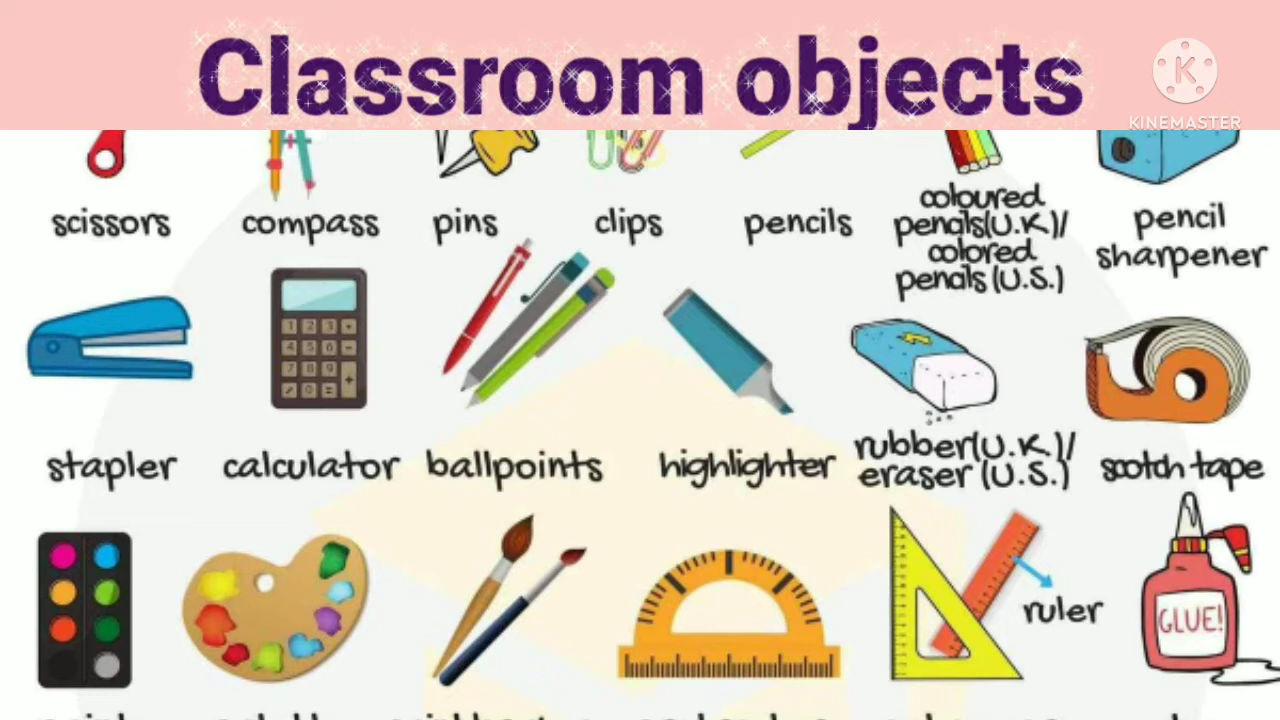 Classroom objects
KINEMASTER
scissors
compass
pins
clips
pencils
coloured
pencils(U.K.)/
colored
pencils (U.S.)
pencil
sharpener
stapler
calculator
ballpoints
highlighter
rubber(U.K.)/
eraser (U.S.)
scotch tape
ruler
GLUE!